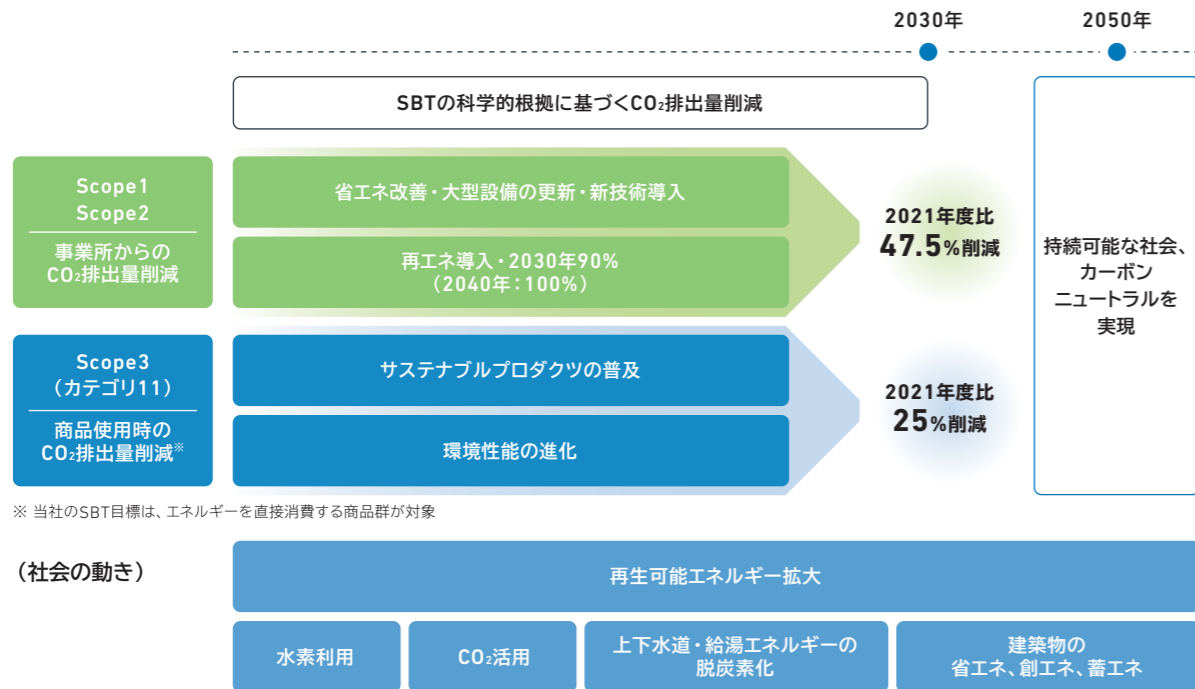 2030年
2050年
SBTの科学的根拠に基づくCO₂排出量削減
Scope1
Scope2
事業所からの
CO₂排出量削減
省エネ改善・大型設備の更新・新技術導入
再エネ導入・2030年90%
(2040年:100%)
2021年度比
47.5%削減
持続可能な社会、
カーボン
ニュートラルを
実現
Scope3
(カテゴリ11)
商品使用時の
CO₂排出量削減※
サステナブルプロダクツの普及
環境性能の進化
2021年度比
25%削減
※ 当社のSBT目標は、エネルギーを直接消費する商品群が対象
(社会の動き)
再生可能エネルギー拡大
水素利用
CO₂活用
上下水道・給湯エネルギーの
脱炭素化
建築物の
省エネ、創エネ、蓄エネ